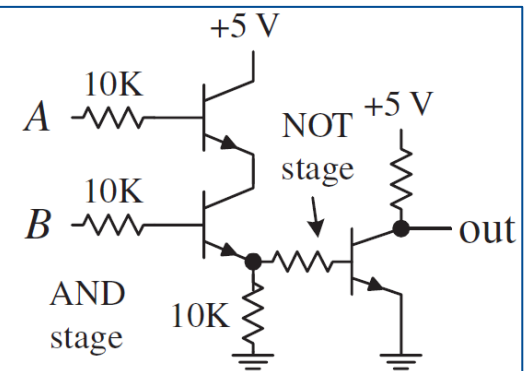 +5 V
10K
A
NOT
stage
+5 V
10K
B
out
AND
stage
10K